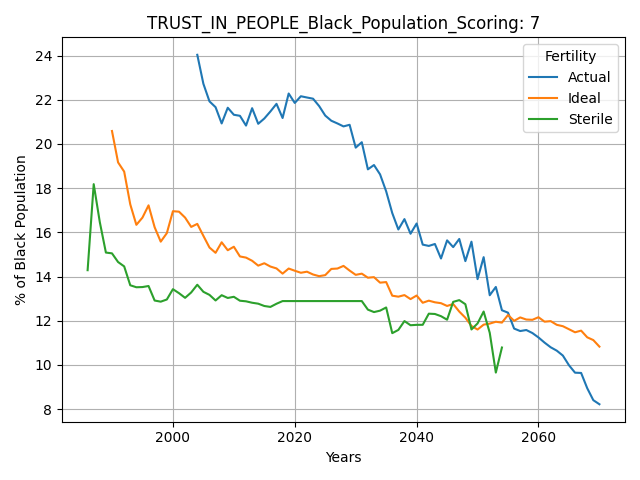 TRUST_IN_PEOPLE_Black_Population_Scoring: 7
% of Black Population
24
22
20
18
16
14
12
10
8
Fertility
Actual
Ideal
Sterile
2000
2020
2040
2060
Years